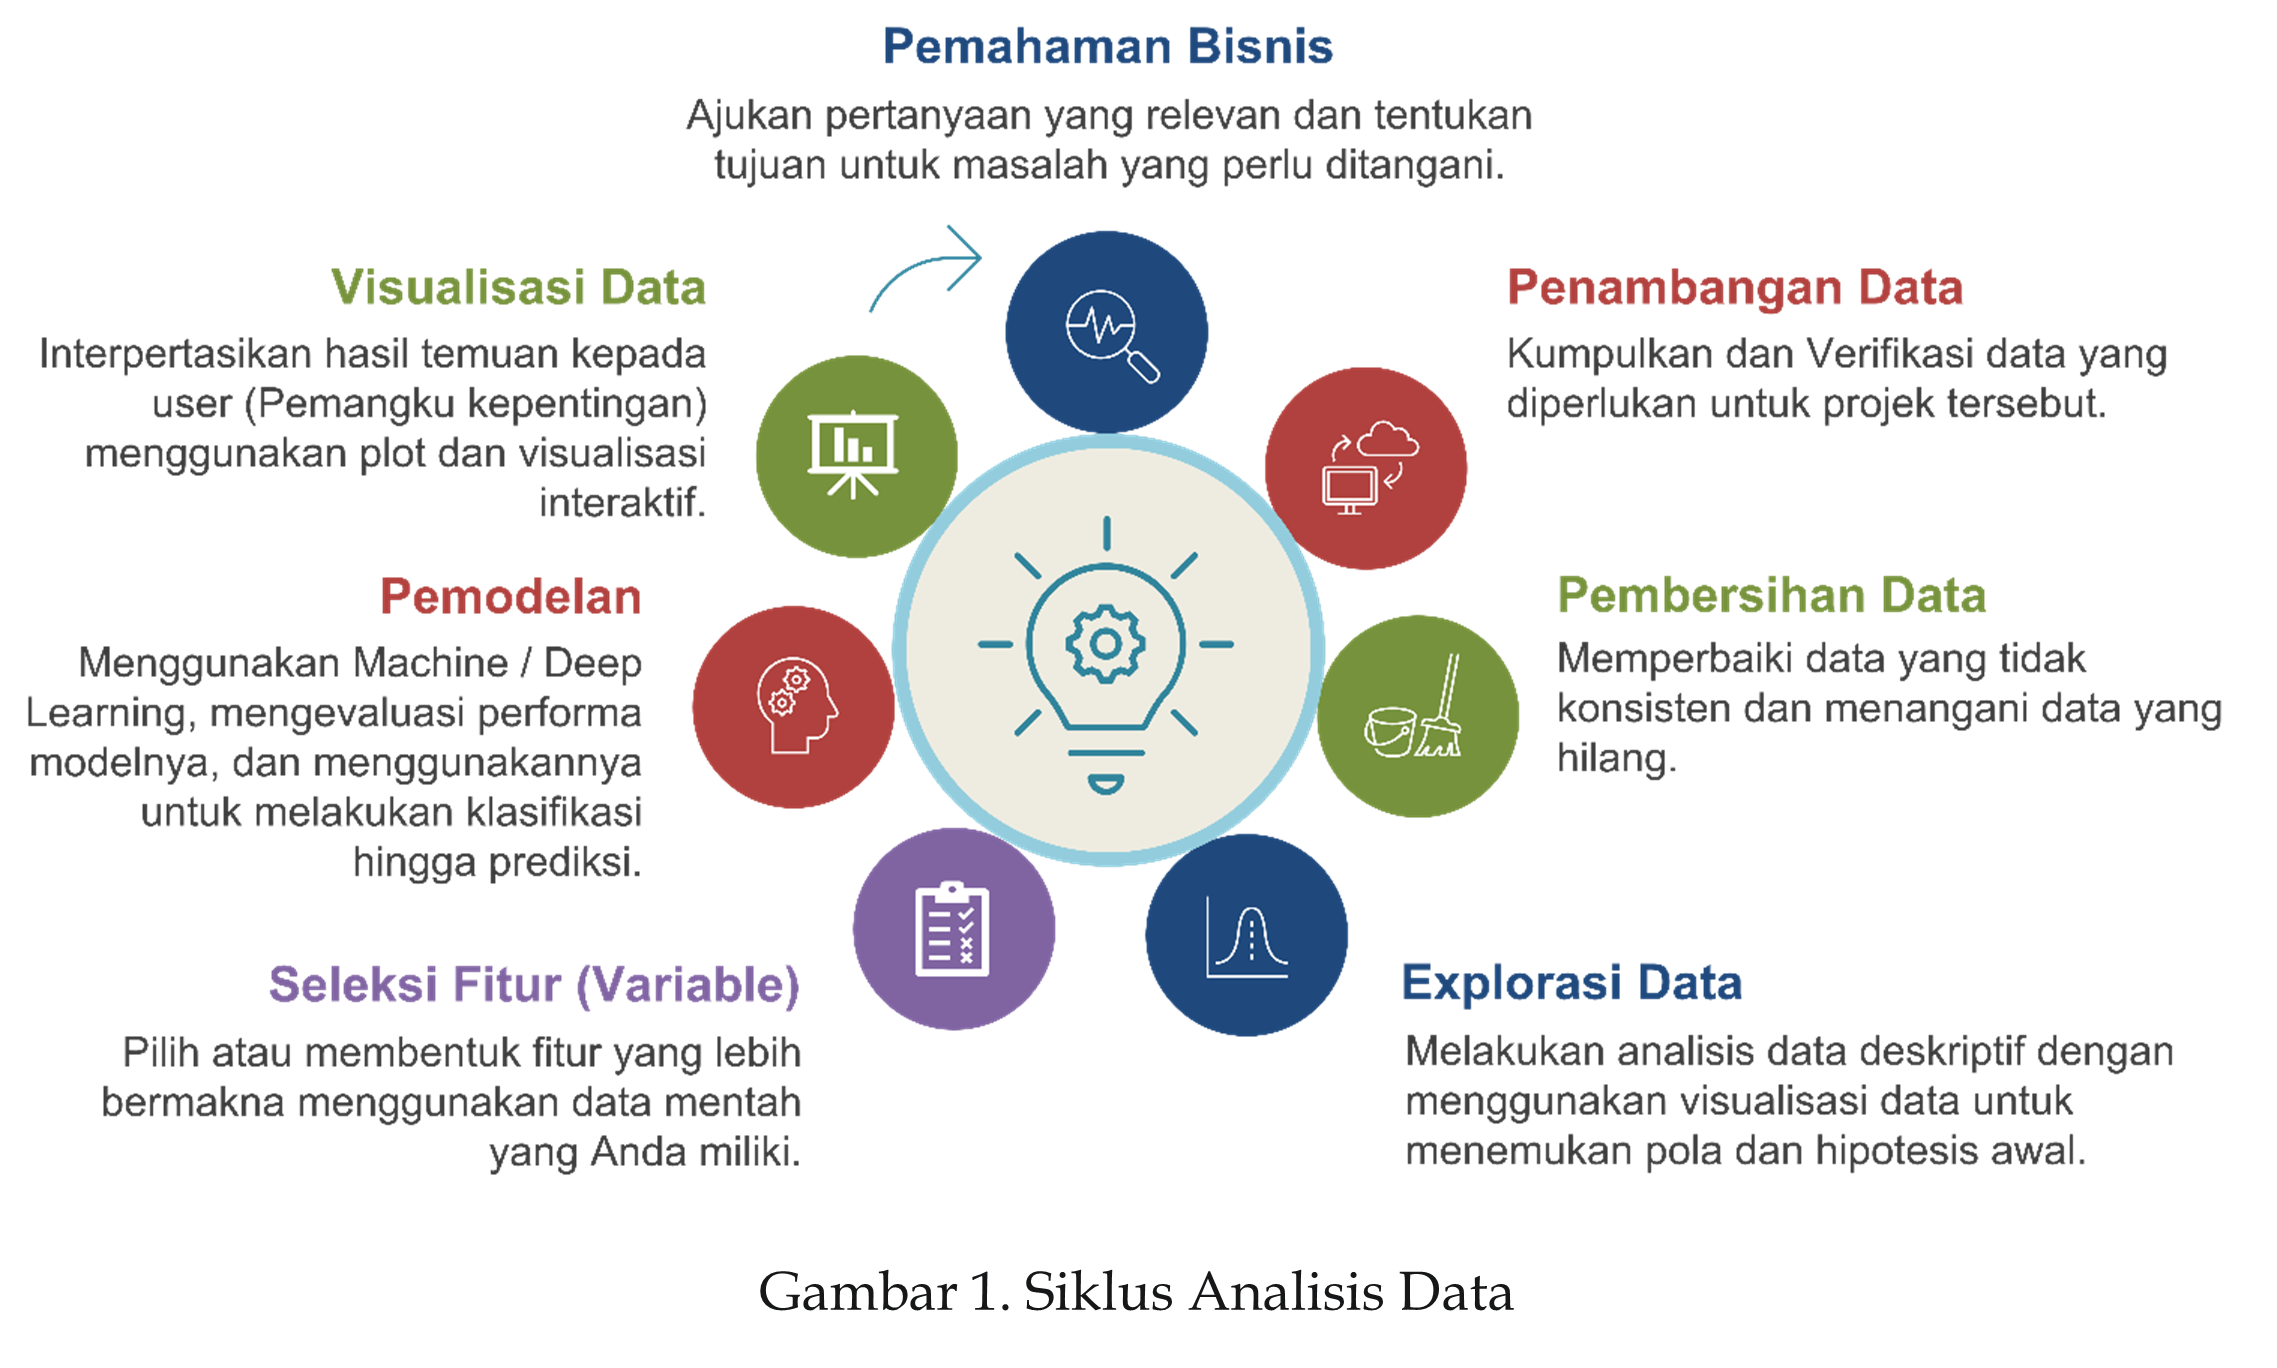 Pemahaman Bisnis
Ajukan pertanyaan yang relevan dan tentukan
tujuan untuk masalah yang perlu ditangani.
Penambangan Data
Kumpulkan dan Verifikasi data yang
diperlukan untuk projek tersebut.
Pembersihan Data
Memperbaiki data yang tidak
konsisten dan menangani data yang
hilang.
Explorasi Data
Melakukan analisis data deskriptif dengan
menggunakan visualisasi data untuk
menemukan pola dan hipotesis awal.
Seleksi Fitur (Variable)
Pilih atau membentuk fitur yang lebih
bermakna menggunakan data mentah
yang Anda miliki.
Pemodelan
Menggunakan Machine / Deep
Learning, mengevaluasi performa
modelnya, dan menggunakannya
untuk melakukan klasifikasi
hingga prediksi.
Visualisasi Data
Interpertasikan hasil temuan kepada
user (Pemangku kepentingan)
menggunakan plot dan visualisasi
interaktif.
Gambar 1. Siklus Analisis Data